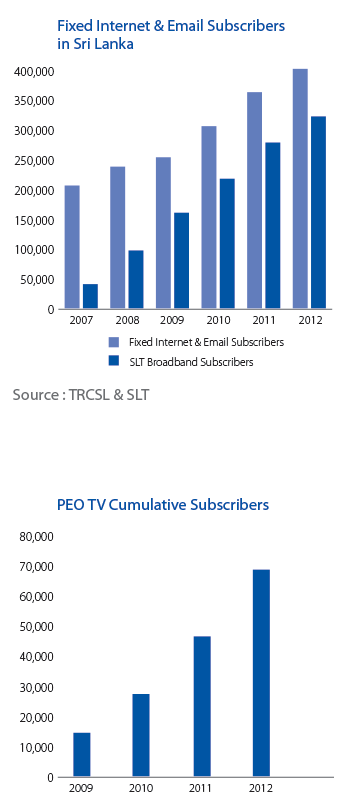 Fixed Internet & Email Subscribers
in Sri Lanka
400,000
350,000
300,000
250,000
200,000
150,000
100,000
50,000
0
2007 2008 2009 2010 2011 2012
Fixed Internet & Email Subscribers
SLT Broadband Subscribers
Source : TRCSL & SLT
PEO TV Cumulative Subscribers
80,000
70,000
60,000
50,000
40,000
30,000
20,000
10,000
0
2009 2010 2011 2012